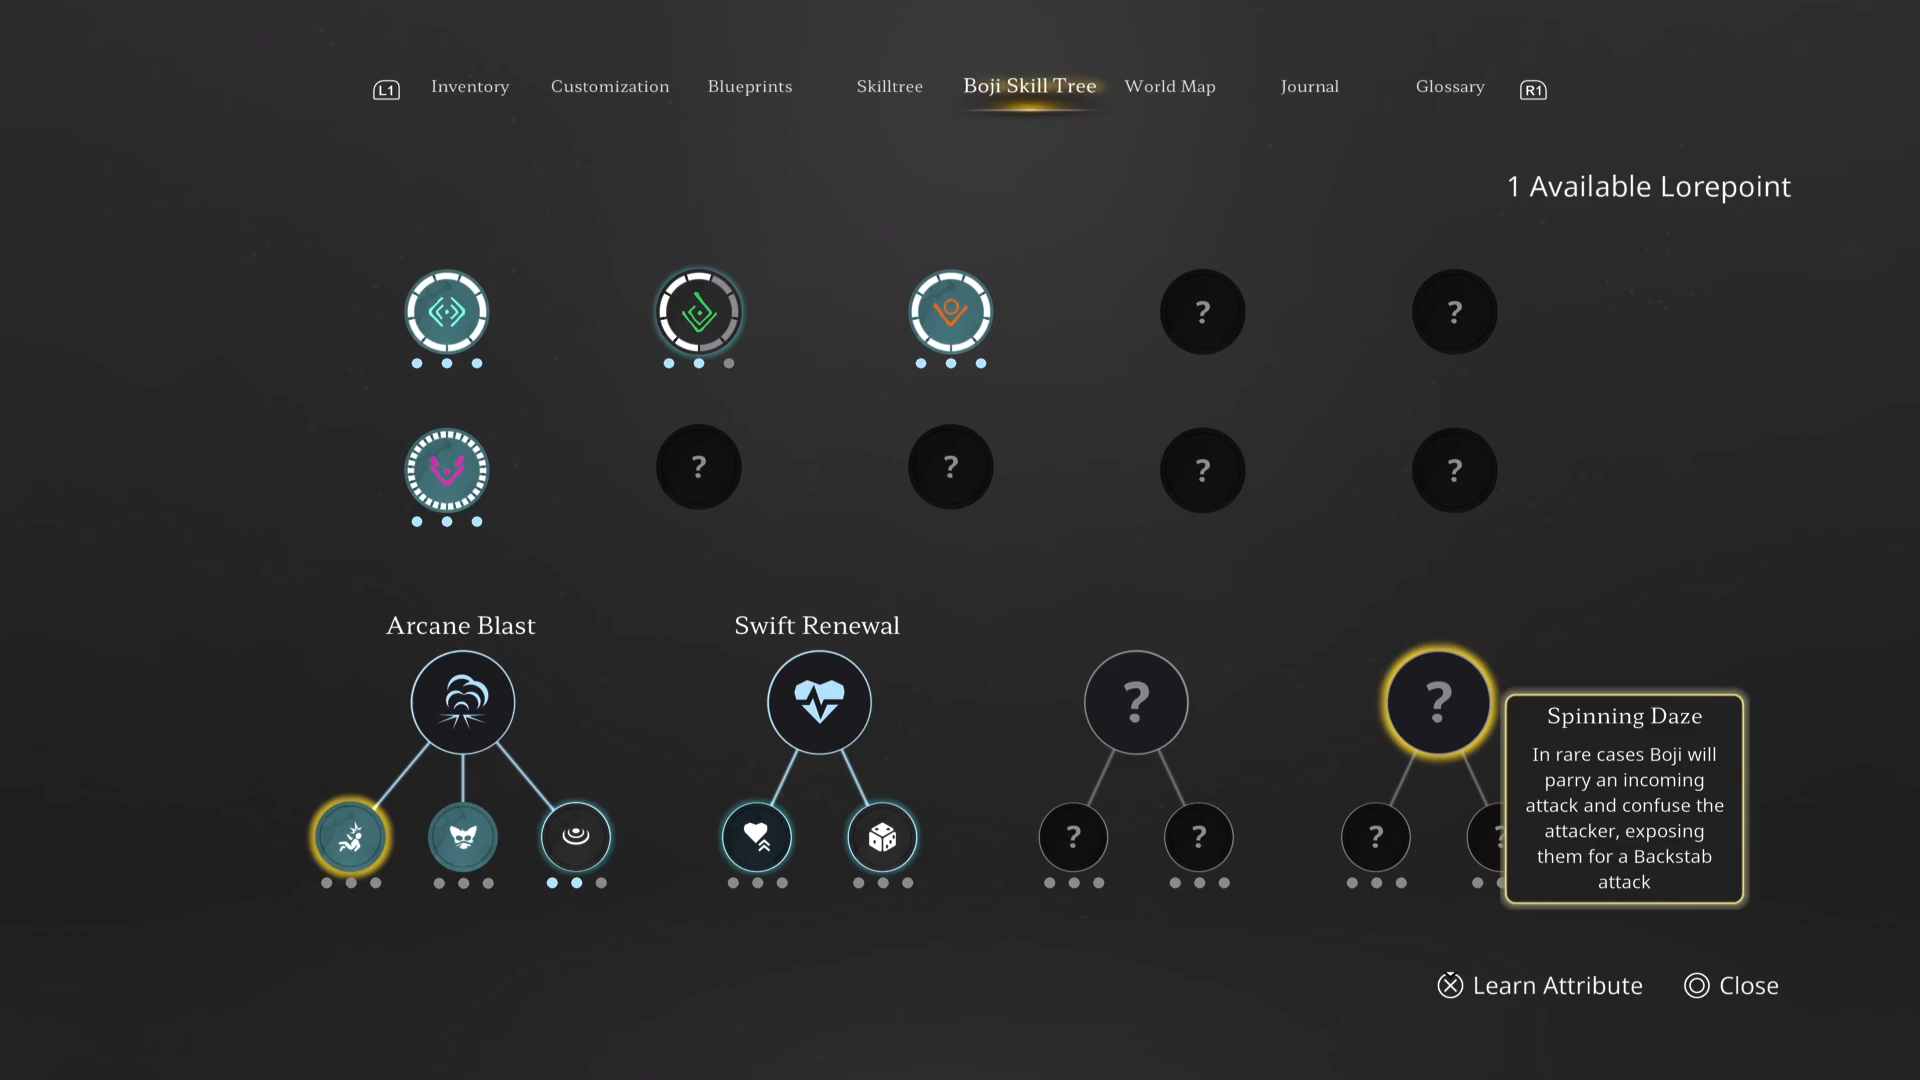 L1 Inventory Customization Blueprints Skilltree Boji Skill Tree World Map Journal Glossary R1
1 Available Lorepoint
? ?
? ? ? ?
Arcane Blast Swift Renewal
? ?
Spinning Daze
In rare cases Boji will
parry an incoming
attack and confuse the
attacker, exposing
them for a Backstab
attack
? ? ? ?
Learn Attribute Close